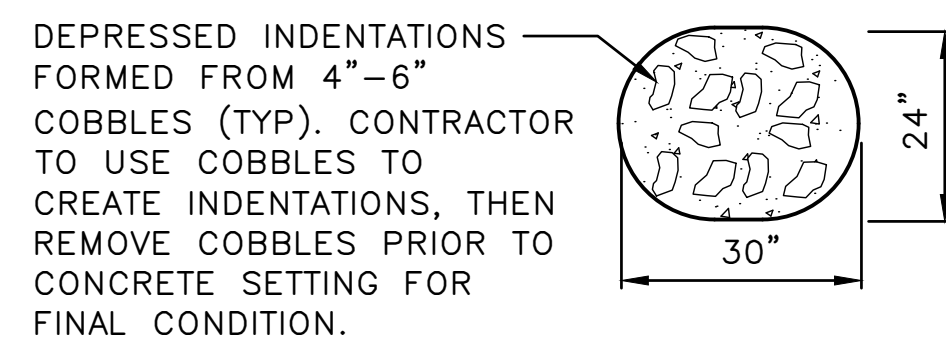 DEPRESSED INDENTATIONS
FORMED FROM 4"–6"
COBBLES (TYP). CONTRACTOR
TO USE COBBLES TO
CREATE INDENTATIONS, THEN
REMOVE COBBLES PRIOR TO
CONCRETE SETTING FOR
FINAL CONDITION.
30"
24"